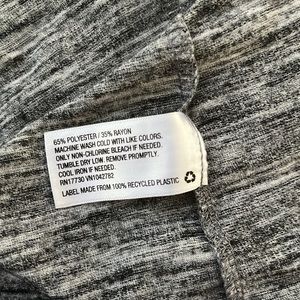 65% POLYESTER / 35% RAYON
MACHINE WASH COLD WITH LIKE COLORS.
ONLY NON-CHLORINE BLEACH IF NEEDED.
TUMBLE DRY LOW. REMOVE PROMPTLY.
COOL IRON IF NEEDED.
RN17730 VN1042782
LABEL MADE FROM 100% RECYCLED PLASTIC